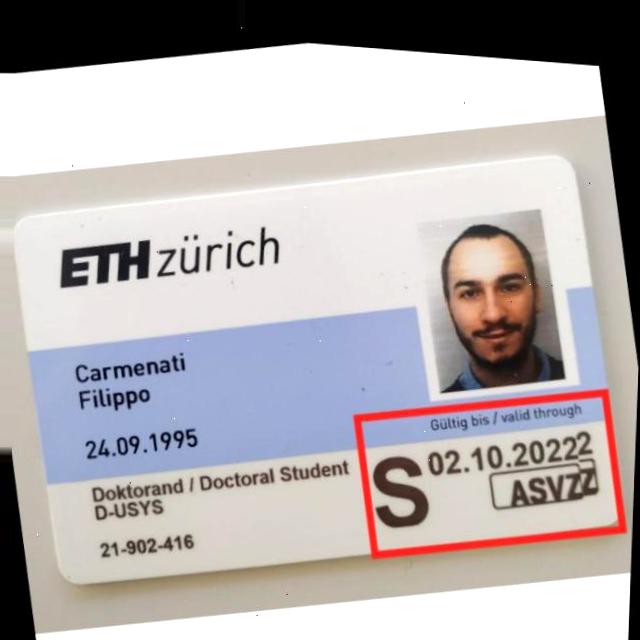 ETH zürich
Carmenati
Filippo
24.09.1995
Doktorand / Doctoral Student
D-USYS
21-902-416
Gültig bis / valid through
S 02.10.2022
ASVZ